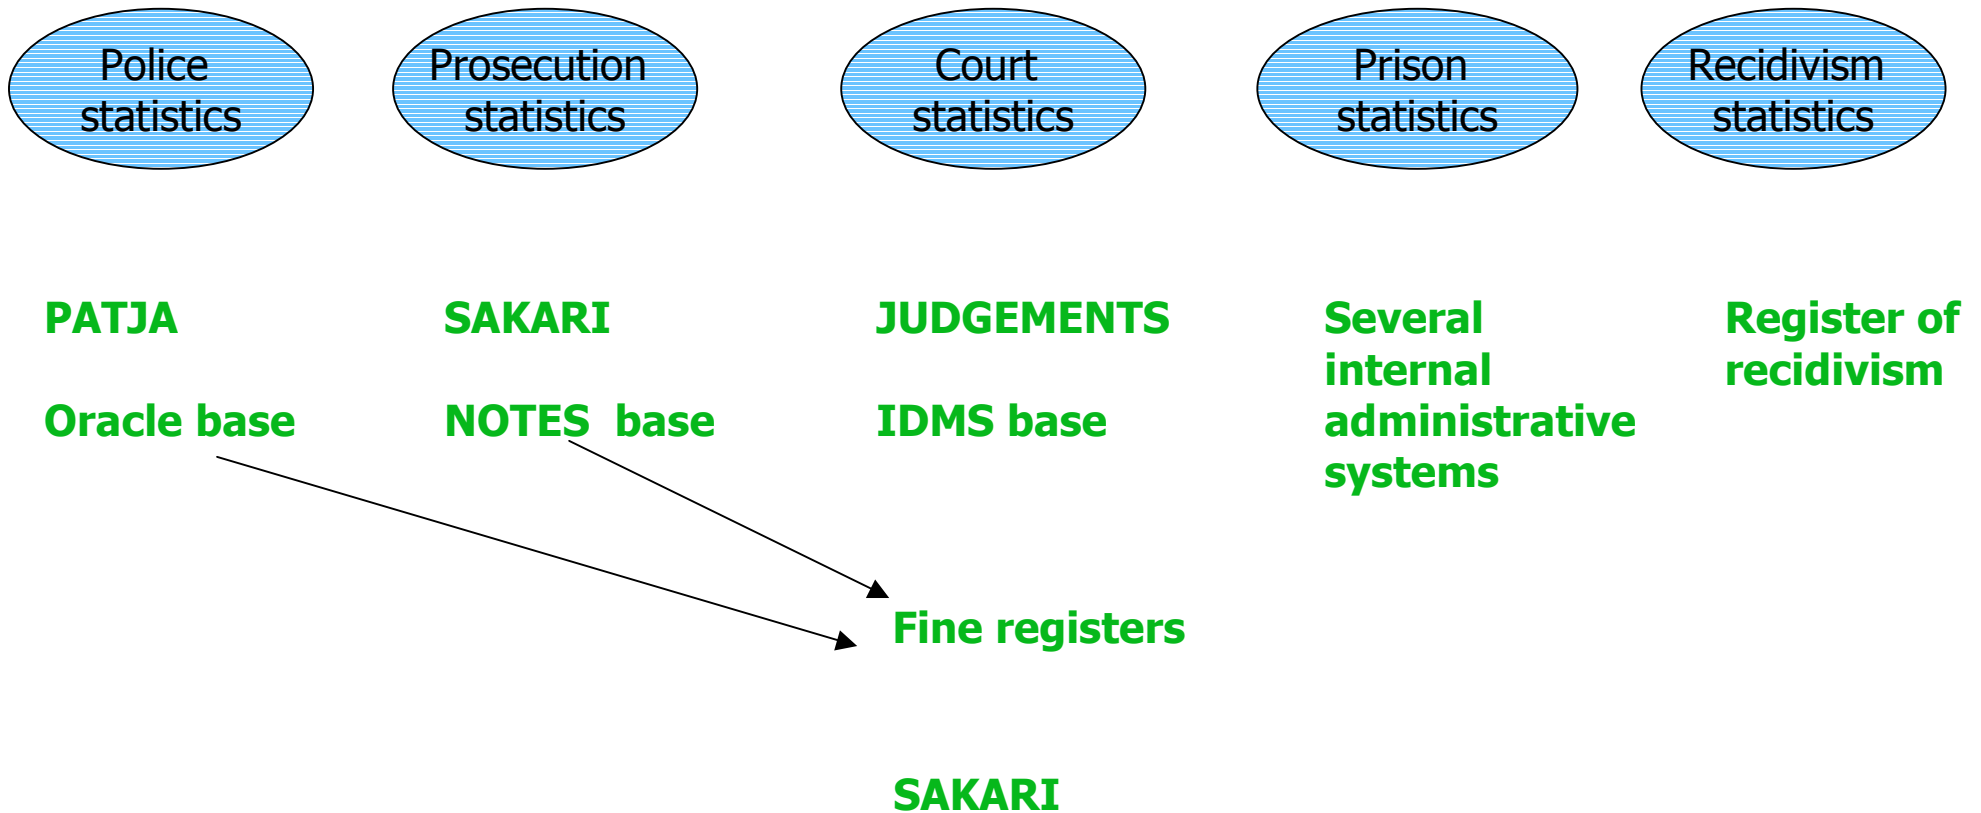 Police
statistics
Prosecution
statistics
Court
statistics
Prison
statistics
Recidivism
statistics
PATJA
Oracle base
SAKARI
NOTES base
JUDGEMENTS
IDMS base
Fine registers
SAKARI
Several
internal
administrative
systems
Register of
recidivism